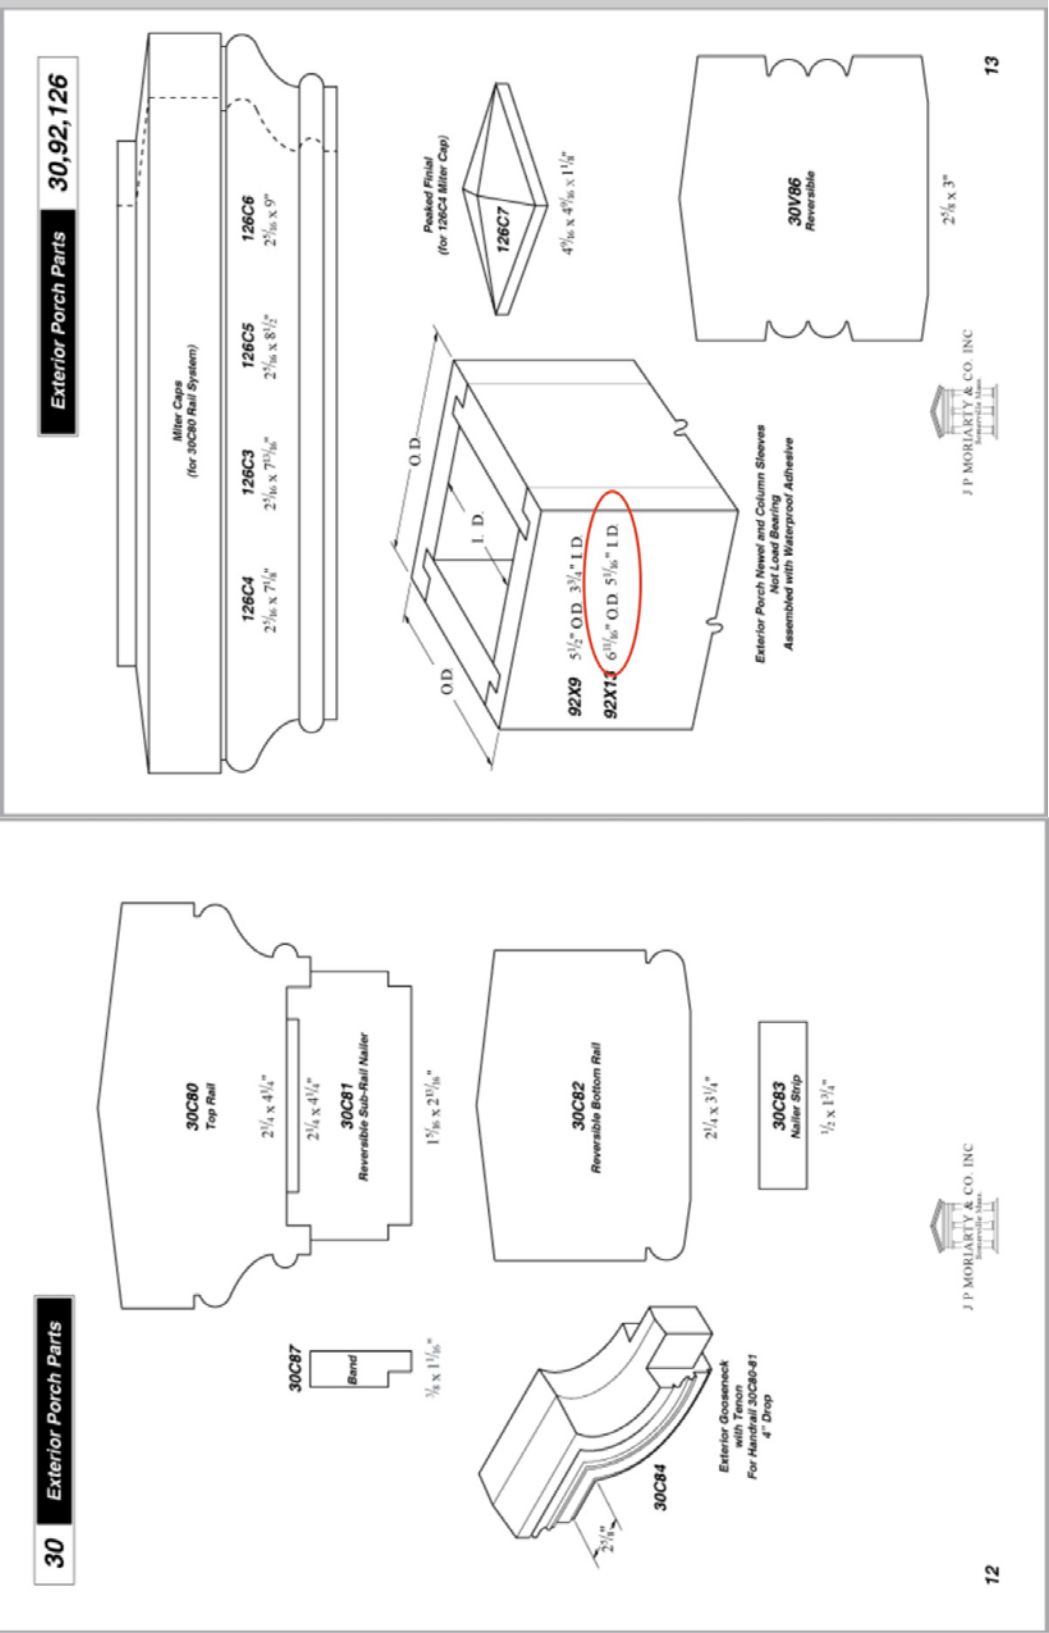 30
Exterior Porch Parts
30C80
Top Rail
2¼ x 4¼"
2¼ x 4¼"
30C81
Reversible Sub-Rail Nailer
1⁵⁄₁₆ x 2¹³⁄₁₆"
30C87
Band
⅜ x 1¹⁄₁₆"
30C82
Reversible Bottom Rail
2¼ x 3¼"
30C83
Nailer Strip
½ x 1¾"
2⅝"
30C84
Exterior Gooseneck
with Tenon
For Handrail 30C80-81
4" Drop
J P MORIARTY & CO. INC
Somerville Mass.
12
Exterior Porch Parts
30,92,126
Miter Caps
(for 30C80 Rail System)
126C4 126C3 126C5 126C6
2⁵⁄₁₆ x 7⅛" 2⁵⁄₁₆ x 7¹³⁄₁₆" 2⁵⁄₁₆ x 8½" 2⁵⁄₁₆ x 9"
O.D.
O.D.
I. D.
92X9 5½" O.D. 3¾" I.D.
92X13 6¹¹⁄₁₆" O.D. 5¹⁄₁₆" I.D.
Exterior Porch Newel and Column Sleeves
Not Load Bearing
Assembled with Waterproof Adhesive
Peaked Finial
(for 126C4 Miter Cap)
126C7
4⁹⁄₁₆ x 4⁹⁄₁₆ x 1⅛"
30V86
Reversible
2⅝ x 3"
J P MORIARTY & CO. INC
Somerville Mass.
13